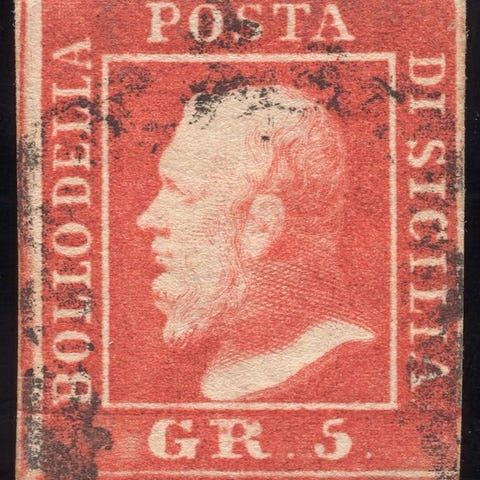 BOLLO DELLA
POSTA
DI SICILIA
GR. 5.